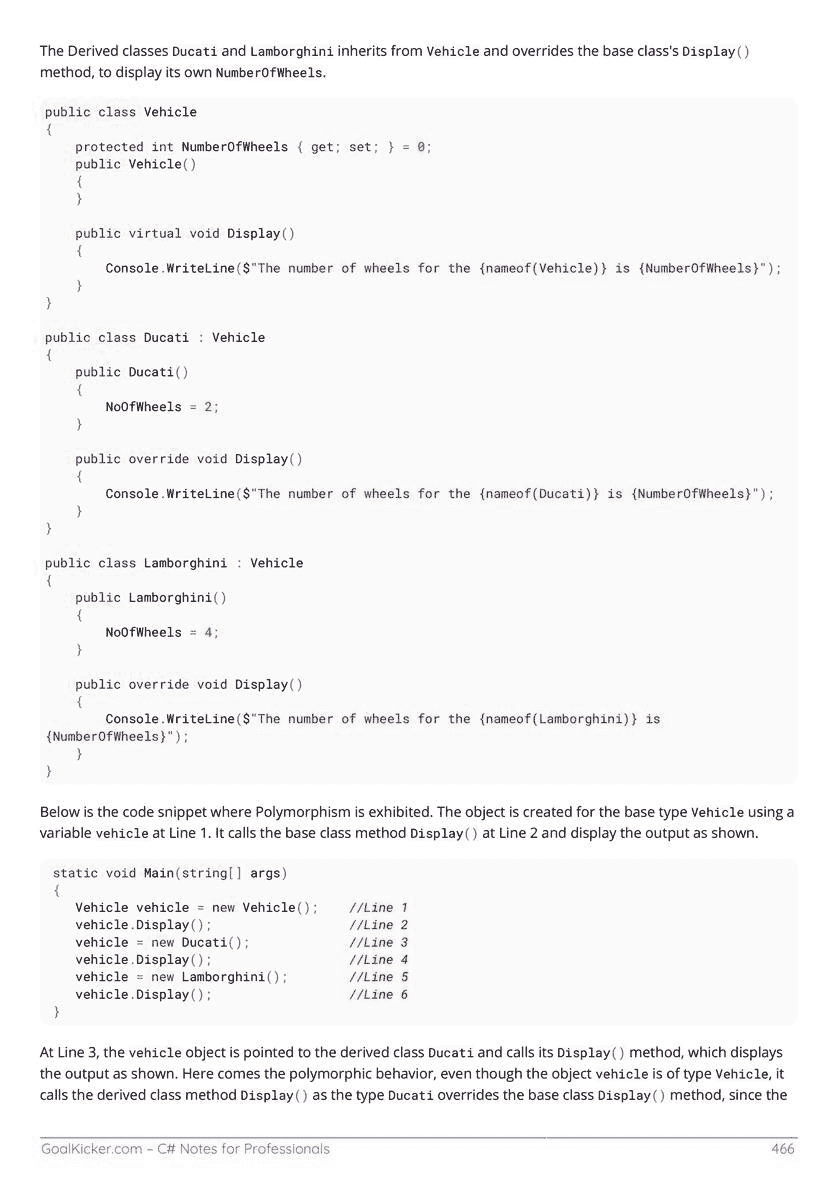 The Derived classes Ducati and Lamborghini inherits from Vehicle and overrides the base class's Display()
method, to display its own NumberOfWheels.
public class Vehicle
{
    protected int NumberOfWheels { get; set; } = 0;
    public Vehicle()
    {
    }

    public virtual void Display()
    {
        Console.WriteLine($"The number of wheels for the {nameof(Vehicle)} is {NumberOfWheels}");
    }
}

public class Ducati : Vehicle
{
    public Ducati()
    {
        NoOfWheels = 2;
    }

    public override void Display()
    {
        Console.WriteLine($"The number of wheels for the {nameof(Ducati)} is {NumberOfWheels}");
    }
}

public class Lamborghini : Vehicle
{
    public Lamborghini()
    {
        NoOfWheels = 4;
    }

    public override void Display()
    {
        Console.WriteLine($"The number of wheels for the {nameof(Lamborghini)} is
{NumberOfWheels}");
    }
}
Below is the code snippet where Polymorphism is exhibited. The object is created for the base type Vehicle using a
variable vehicle at Line 1. It calls the base class method Display() at Line 2 and display the output as shown.
static void Main(string[] args)
{
   Vehicle vehicle = new Vehicle();    //Line 1
   vehicle.Display();                  //Line 2
   vehicle = new Ducati();             //Line 3
   vehicle.Display();                  //Line 4
   vehicle = new Lamborghini();        //Line 5
   vehicle.Display();                  //Line 6
}
At Line 3, the vehicle object is pointed to the derived class Ducati and calls its Display() method, which displays
the output as shown. Here comes the polymorphic behavior, even though the object vehicle is of type Vehicle, it
calls the derived class method Display() as the type Ducati overrides the base class Display() method, since the
GoalKicker.com – C# Notes for Professionals 466